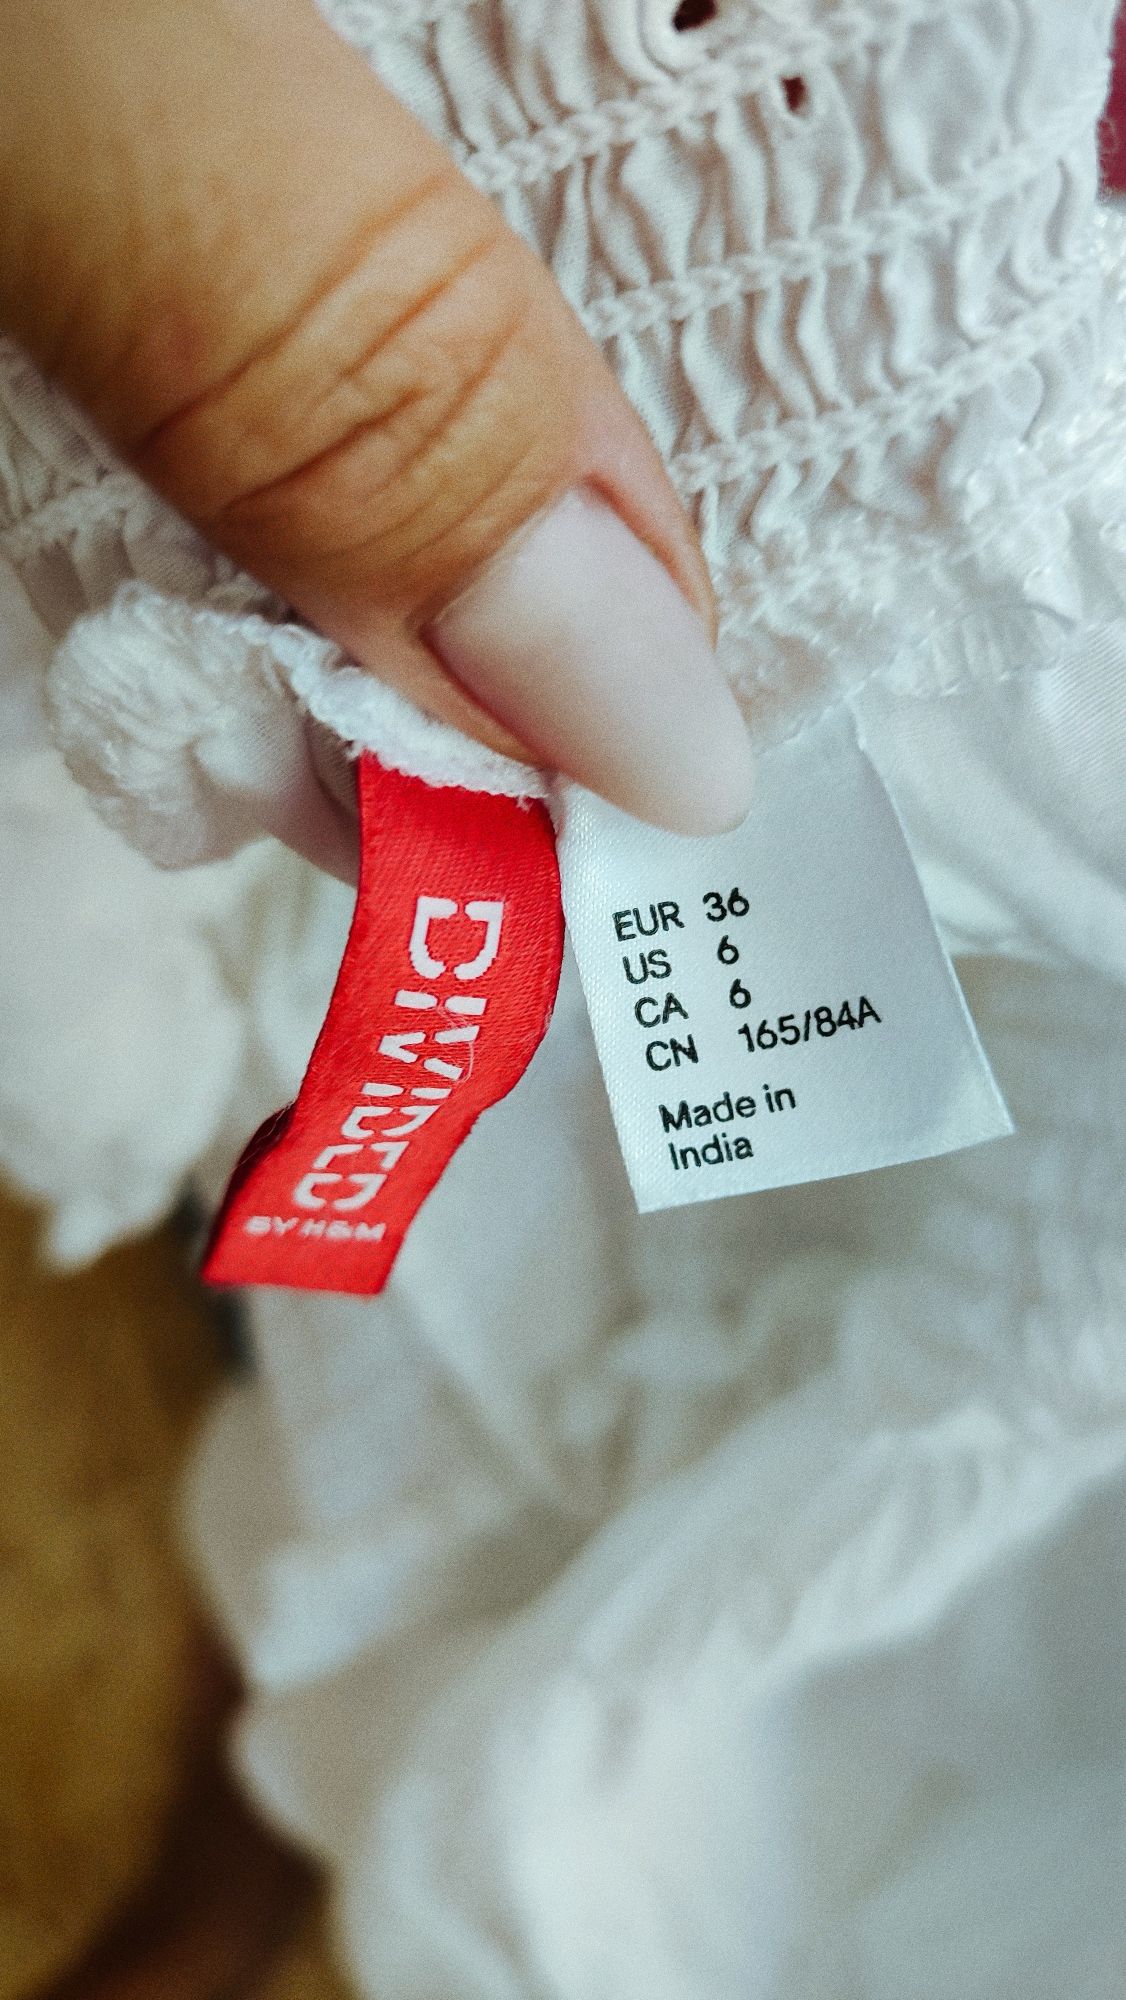 DIVIDED
BY H&M
EUR 36
US 6
CA 6
CN 165/84A
Made in
India